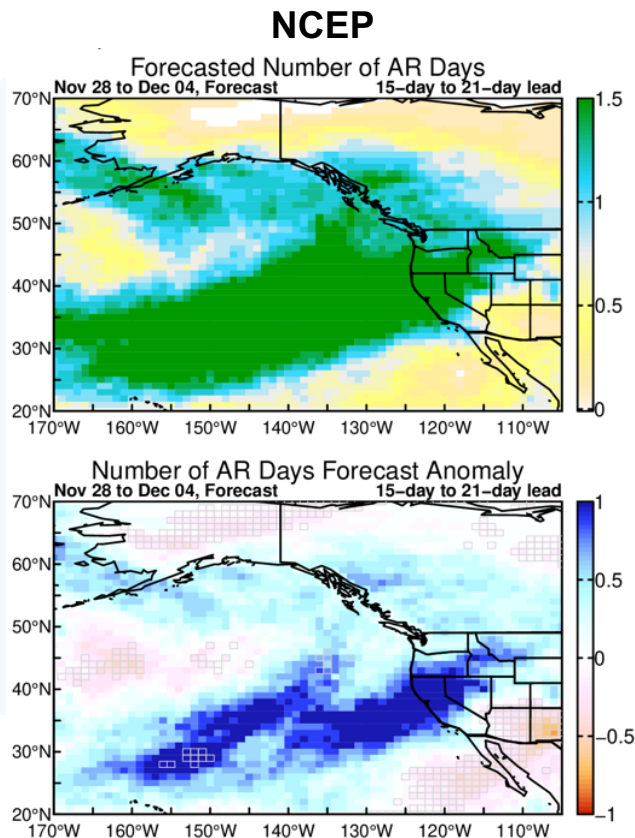 NCEP
Forecasted Number of AR Days
Nov 28 to Dec 04, Forecast 15-day to 21-day lead
70°N
60°N
50°N
40°N
30°N
20°N
170°W 160°W 150°W 140°W 130°W 120°W 110°W
1.5
1
0.5
0
Number of AR Days Forecast Anomaly
Nov 28 to Dec 04, Forecast 15-day to 21-day lead
70°N
60°N
50°N
40°N
30°N
20°N
170°W 160°W 150°W 140°W 130°W 120°W 110°W
1
0.5
0
−0.5
−1